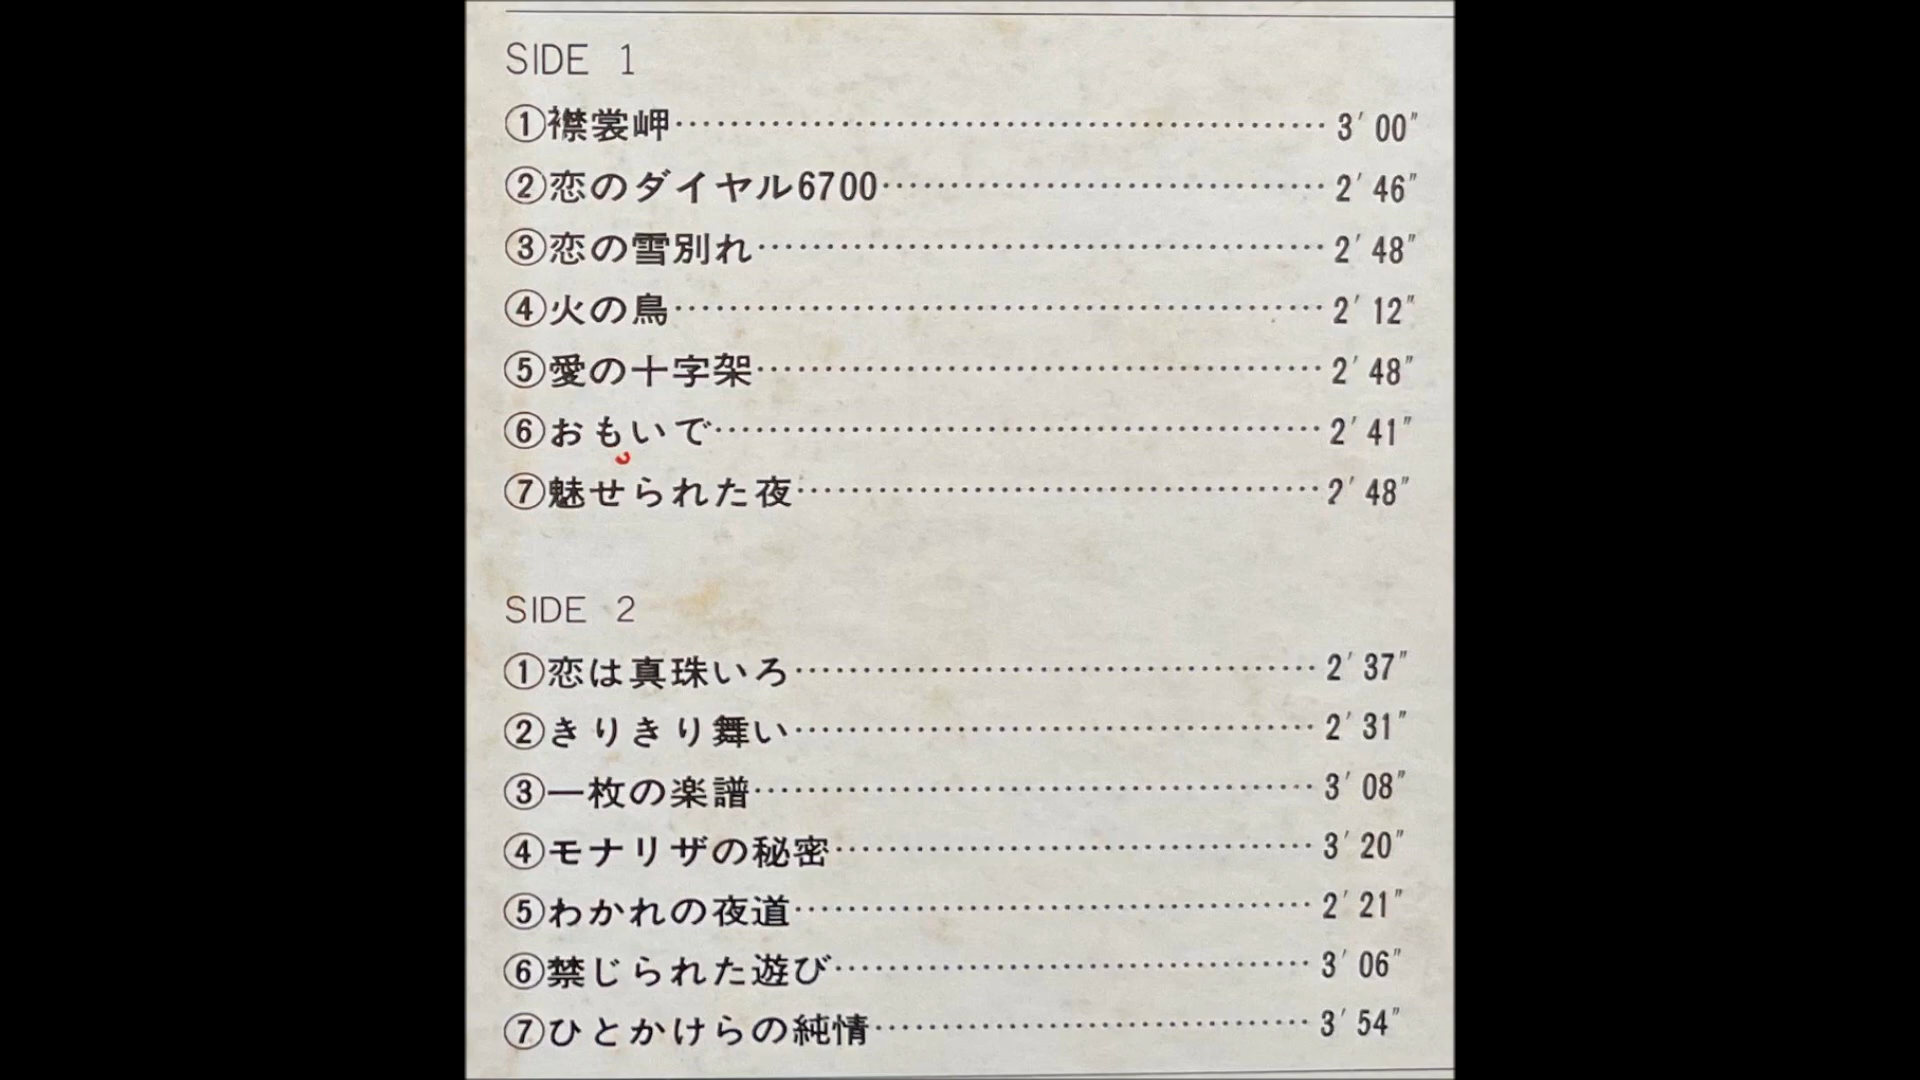 SIDE 1
①襟裳岬……………………………………………3′00″
②恋のダイヤル6700……………………………2′46″
③恋の雪別れ………………………………………2′48″
④火の鳥……………………………………………2′12″
⑤愛の十字架………………………………………2′48″
⑥おもいで…………………………………………2′41″
⑦魅せられた夜……………………………………2′48″
SIDE 2
①恋は真珠いろ……………………………………2′37″
②きりきり舞い……………………………………2′31″
③一枚の楽譜………………………………………3′08″
④モナリザの秘密…………………………………3′20″
⑤わかれの夜道……………………………………2′21″
⑥禁じられた遊び…………………………………3′06″
⑦ひとかけらの純情………………………………3′54″